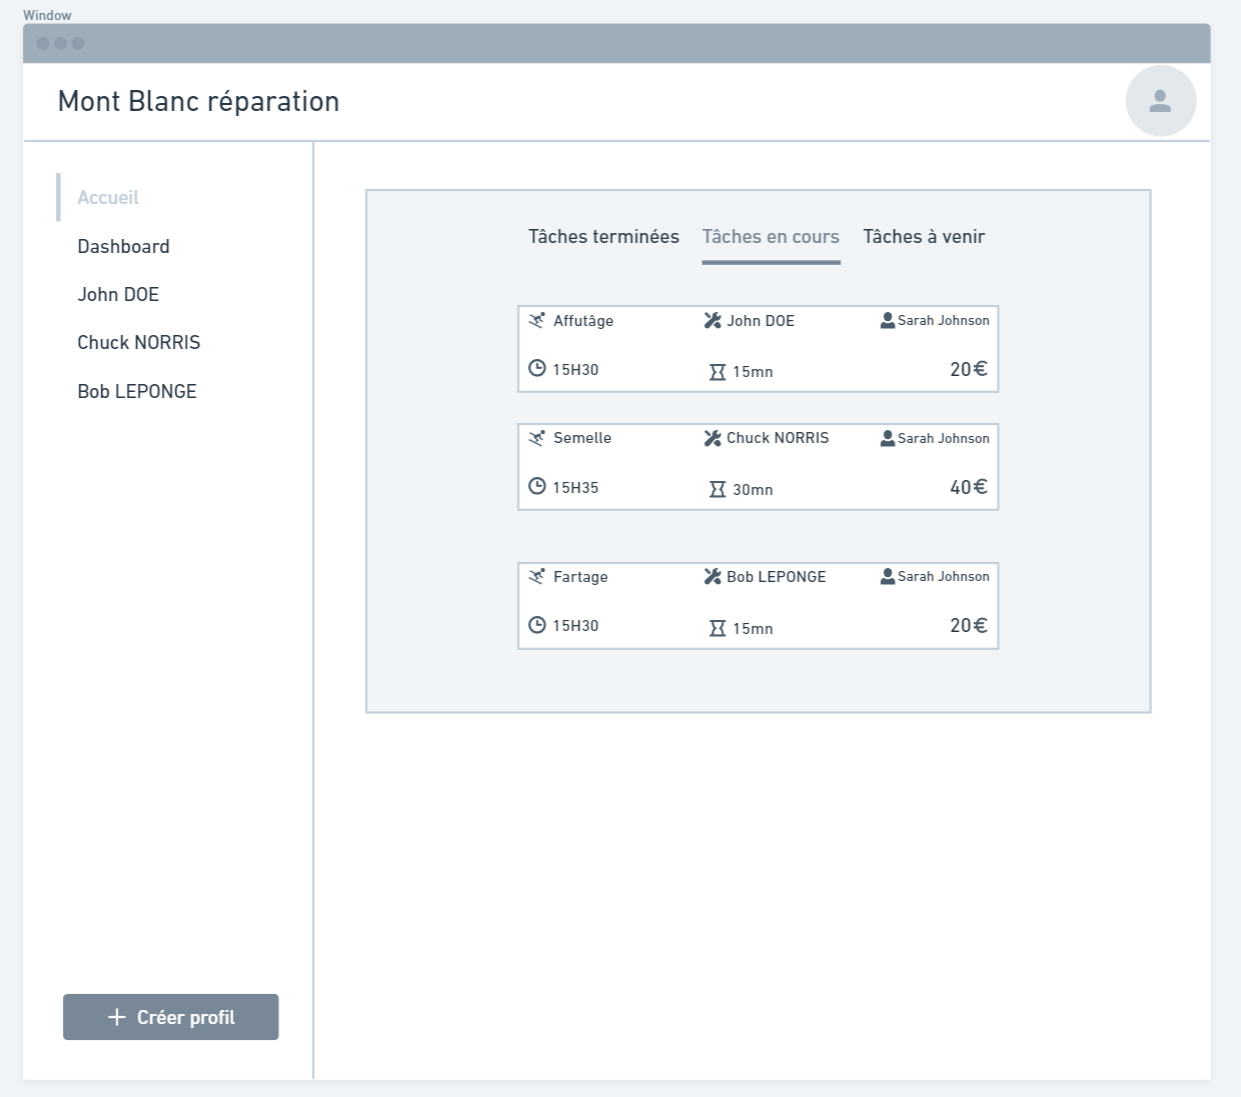 Window
Mont Blanc réparation
Accueil
Dashboard
John DOE
Chuck NORRIS
Bob LEPONGE
+ Créer profil
Tâches terminées Tâches en cours Tâches à venir
Affutâge John DOE Sarah Johnson
15H30 15mn 20€
Semelle Chuck NORRIS Sarah Johnson
15H35 30mn 40€
Fartage Bob LEPONGE Sarah Johnson
15H30 15mn 20€